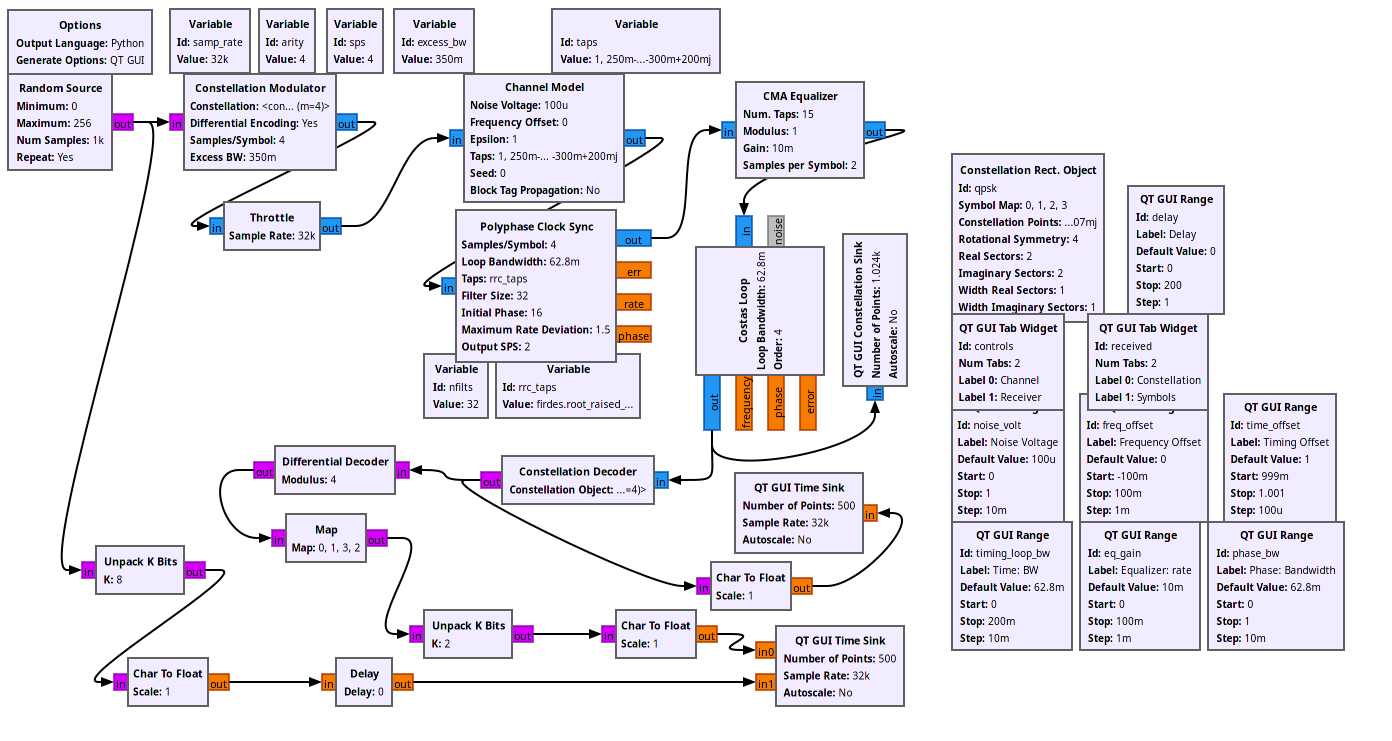 Options
Output Language: Python
Generate Options: QT GUI
Variable
Id: samp_rate
Value: 32k
Variable
Id: arity
Value: 4
Variable
Id: sps
Value: 4
Variable
Id: excess_bw
Value: 350m
Variable
Id: taps
Value: 1, 250m-...-300m+200mj
Random Source
Minimum: 0
Maximum: 256
Num Samples: 1k
Repeat: Yes
out
in
Constellation Modulator
Constellation: <con... (m=4)>
Differential Encoding: Yes
Samples/Symbol: 4
Excess BW: 350m
out
in
Channel Model
Noise Voltage: 100u
Frequency Offset: 0
Epsilon: 1
Taps: 1, 250m-... -300m+200mj
Seed: 0
Block Tag Propagation: No
out
in
CMA Equalizer
Num. Taps: 15
Modulus: 1
Gain: 10m
Samples per Symbol: 2
out
in
Throttle
Sample Rate: 32k
out
in
Polyphase Clock Sync
Samples/Symbol: 4
Loop Bandwidth: 62.8m
Taps: rrc_taps
Filter Size: 32
Initial Phase: 16
Maximum Rate Deviation: 1.5
Output SPS: 2
out
err
rate
phase
Variable
Id: nfilts
Value: 32
Variable
Id: rrc_taps
Value: firdes.root_raised_...
in
noise
Costas Loop
Loop Bandwidth: 62.8m
Order: 4
out
frequency
phase
error
QT GUI Constellation Sink
Number of Points: 1.024k
Autoscale: No
in
Constellation Rect. Object
Id: qpsk
Symbol Map: 0, 1, 2, 3
Constellation Points: ...07mj
Rotational Symmetry: 4
Real Sectors: 2
Imaginary Sectors: 2
Width Real Sectors: 1
Width Imaginary Sectors: 1
QT GUI Range
Id: delay
Label: Delay
Default Value: 0
Start: 0
Stop: 200
Step: 1
QT GUI Tab Widget
Id: controls
Num Tabs: 2
Label 0: Channel
Label 1: Receiver
QT GUI Tab Widget
Id: received
Num Tabs: 2
Label 0: Constellation
Label 1: Symbols
Id: noise_volt
Label: Noise Voltage
Default Value: 100u
Start: 0
Stop: 1
Step: 10m
Id: freq_offset
Label: Frequency Offset
Default Value: 0
Start: -100m
Stop: 100m
Step: 1m
QT GUI Range
Id: time_offset
Label: Timing Offset
Default Value: 1
Start: 999m
Stop: 1.001
Step: 100u
QT GUI Range
Id: timing_loop_bw
Label: Time: BW
Default Value: 62.8m
Start: 0
Stop: 200m
Step: 10m
QT GUI Range
Id: eq_gain
Label: Equalizer: rate
Default Value: 10m
Start: 0
Stop: 100m
Step: 1m
QT GUI Range
Id: phase_bw
Label: Phase: Bandwidth
Default Value: 62.8m
Start: 0
Stop: 1
Step: 10m
out
Differential Decoder
Modulus: 4
in
out
Constellation Decoder
Constellation Object: ...=4)>
in
QT GUI Time Sink
Number of Points: 500
Sample Rate: 32k
Autoscale: No
in
in
Map
Map: 0, 1, 3, 2
out
in
Unpack K Bits
K: 8
out
in
Char To Float
Scale: 1
out
in
Unpack K Bits
K: 2
out
in
Char To Float
Scale: 1
out
in0
in1
QT GUI Time Sink
Number of Points: 500
Sample Rate: 32k
Autoscale: No
in
Char To Float
Scale: 1
out
in
Delay
Delay: 0
out